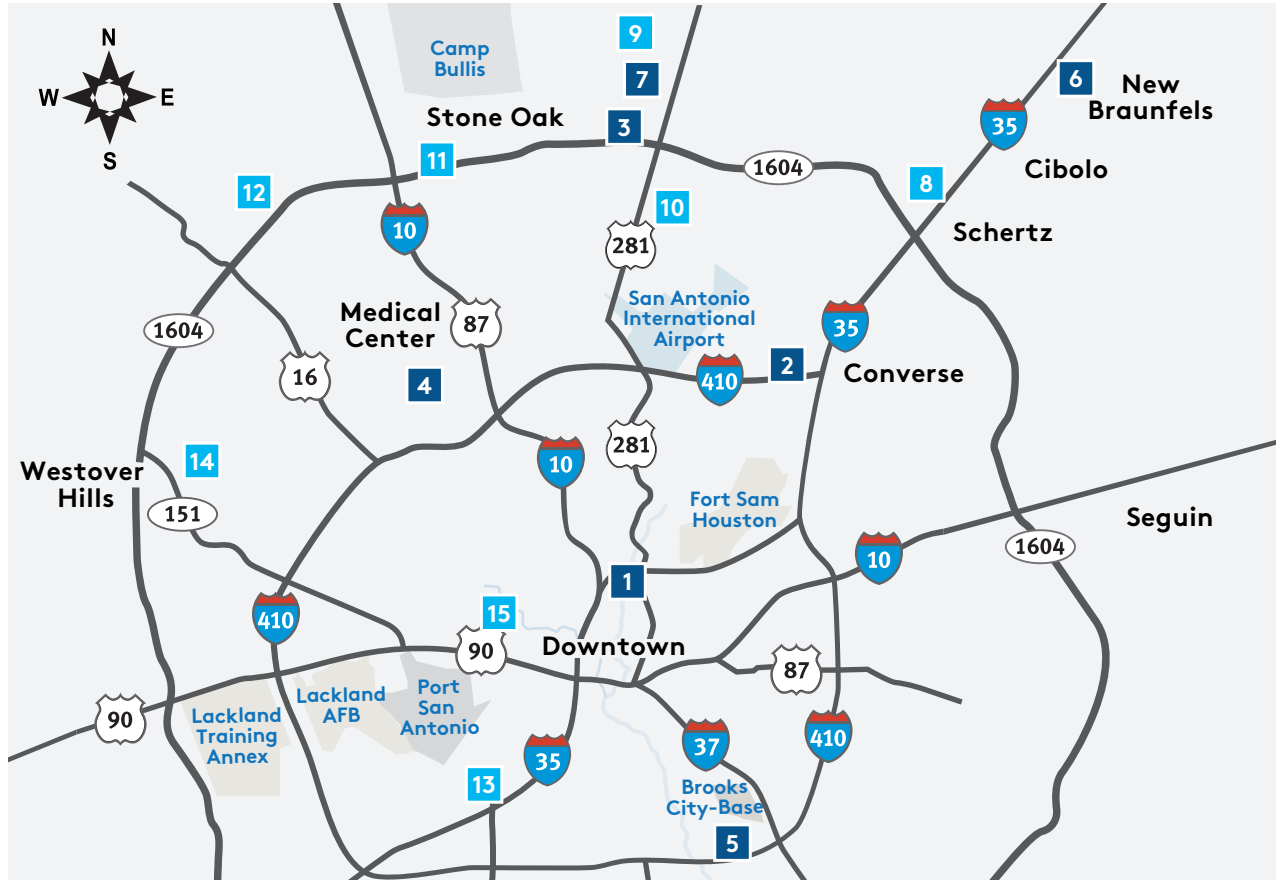 N
W E
S
Camp
Bullis
9
7
6
New
Braunfels
Stone Oak
3
35
11
1604
Cibolo
12
8
10
10
281
Schertz
San Antonio
International
Airport
Medical
Center
87
35
1604
16
4
410
2
Converse
281
10
Westover
Hills
14
151
Fort Sam
Houston
Seguin
10
1604
1
410
15
90
Downtown
87
Lackland
AFB
Port
San
Antonio
90
Lackland
Training
Annex
37
410
35
13
Brooks
City-Base
5